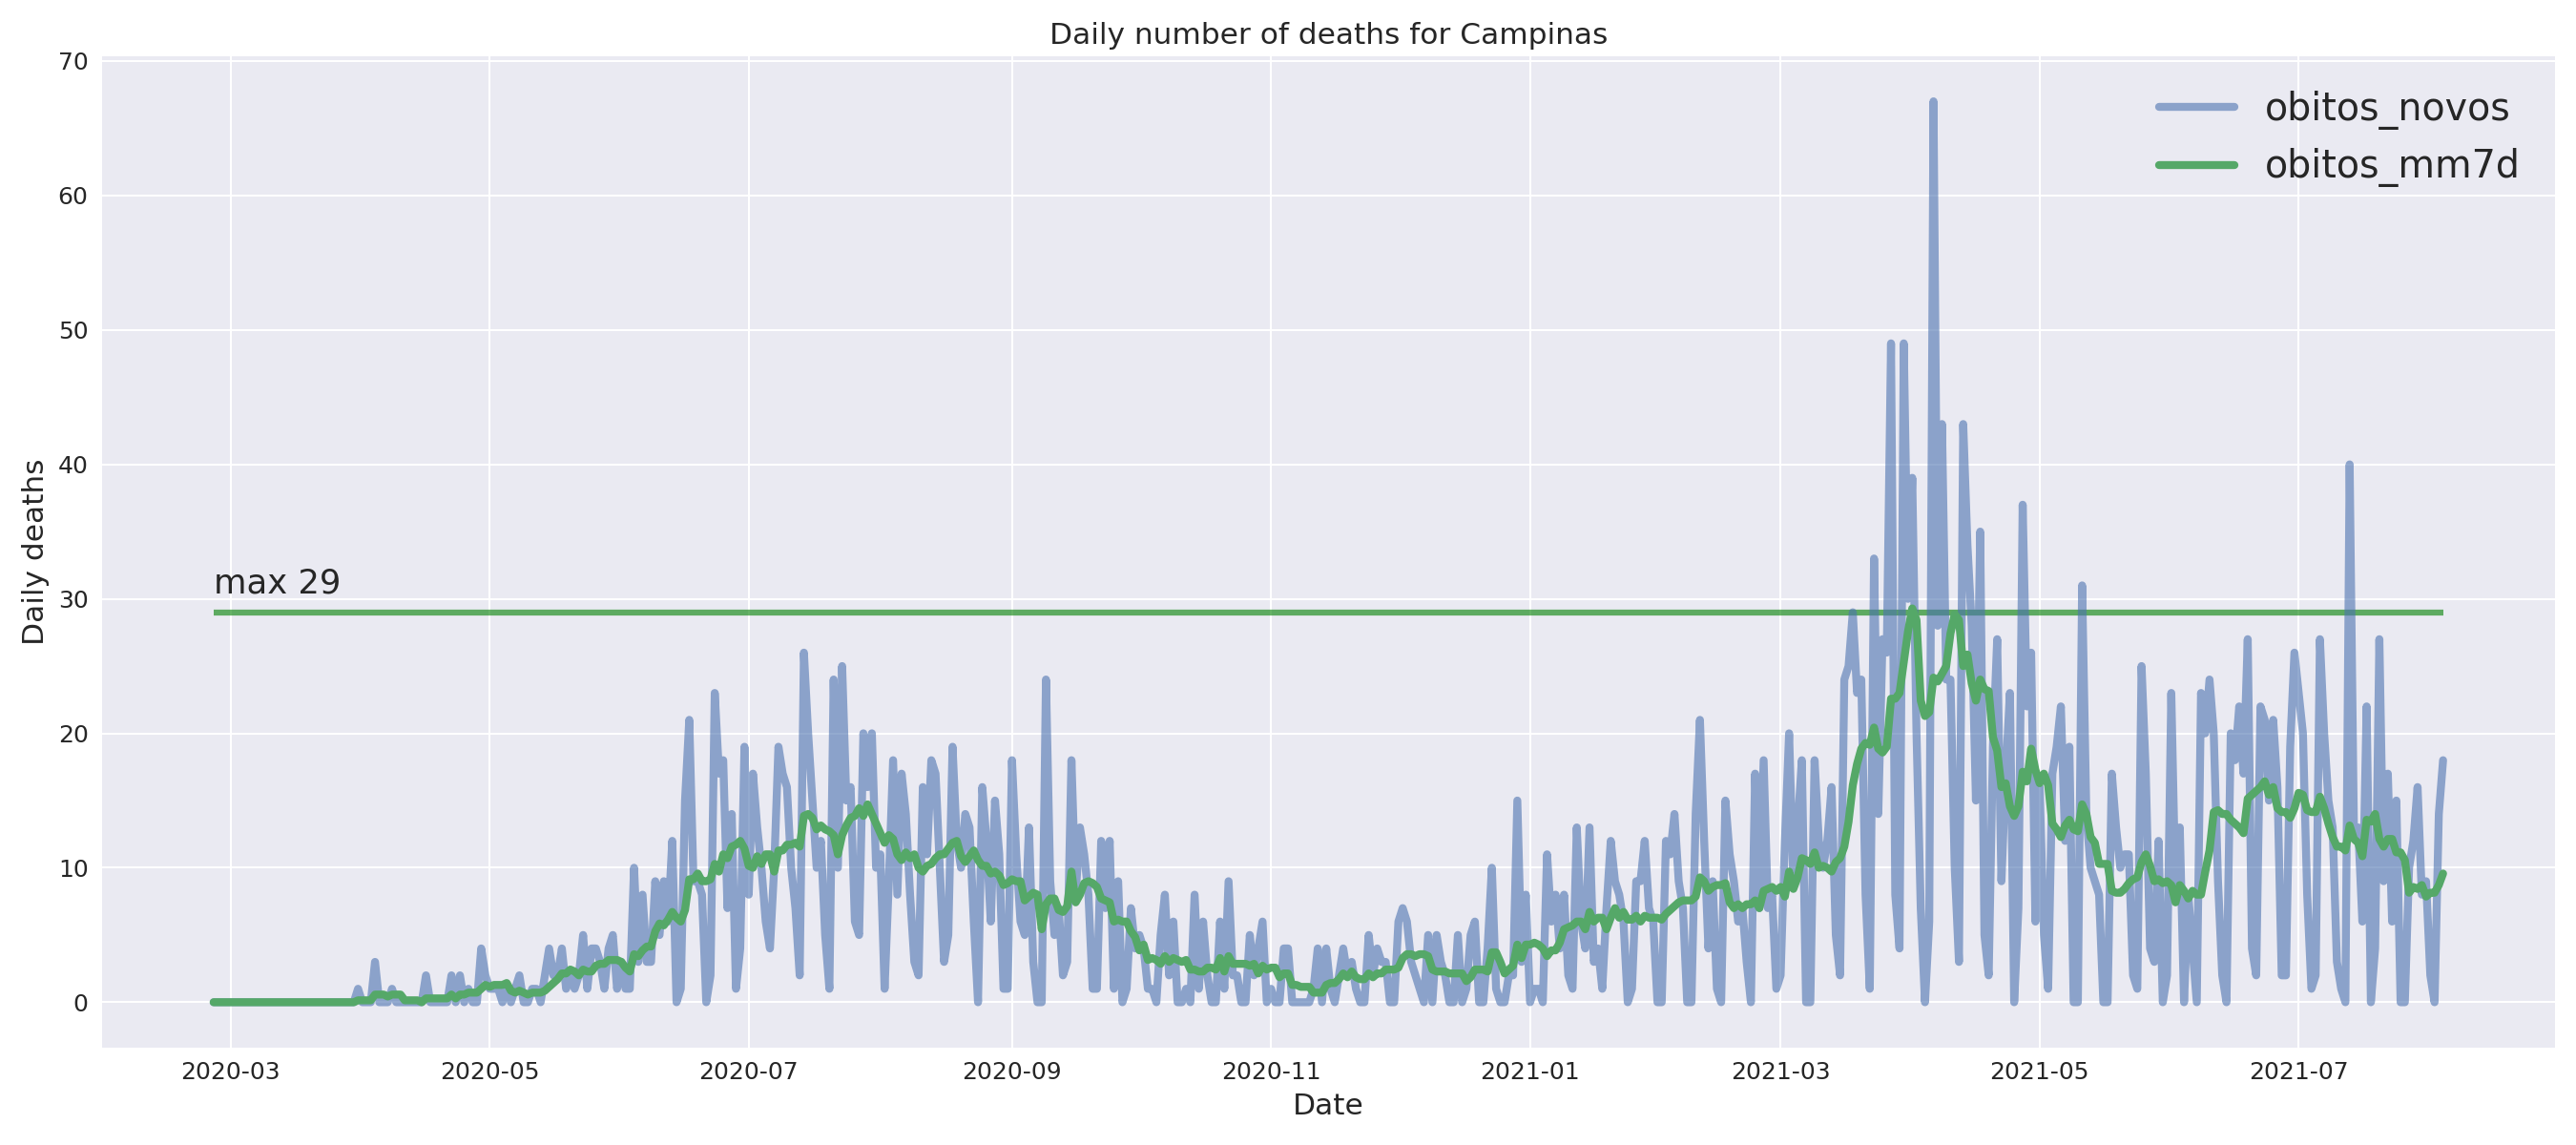 Daily number of deaths for Campinas
obitos_novos
obitos_mm7d
max 29
Daily deaths
70
60
50
40
30
20
10
0
2020-03 2020-05 2020-07 2020-09 2020-11 2021-01 2021-03 2021-05 2021-07
Date